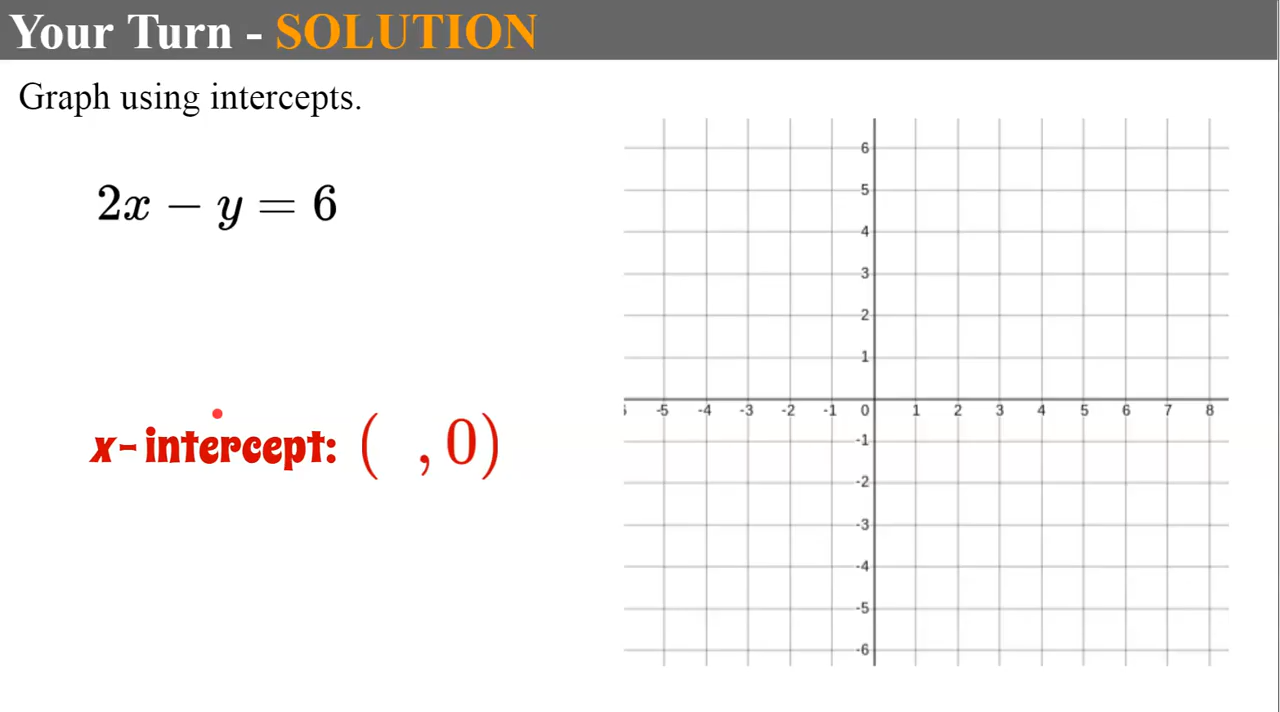 Your Turn - SOLUTION
Graph using intercepts.
2x − y = 6
x-intercept: ( , 0)
6
5
4
3
2
1
-5 -4 -3 -2 -1 0 1 2 3 4 5 6 7 8
-1
-2
-3
-4
-5
-6